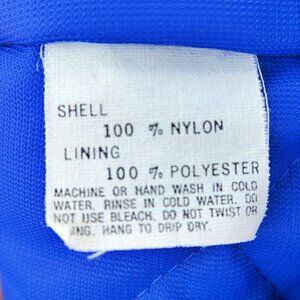 SHELL
100 % NYLON
LINING
100 % POLYESTER
MACHINE OR HAND WASH IN COLD
WATER. RINSE IN COLD WATER. DO
NOT USE BLEACH. DO NOT TWIST OR
HANG TO DRIP DRY.